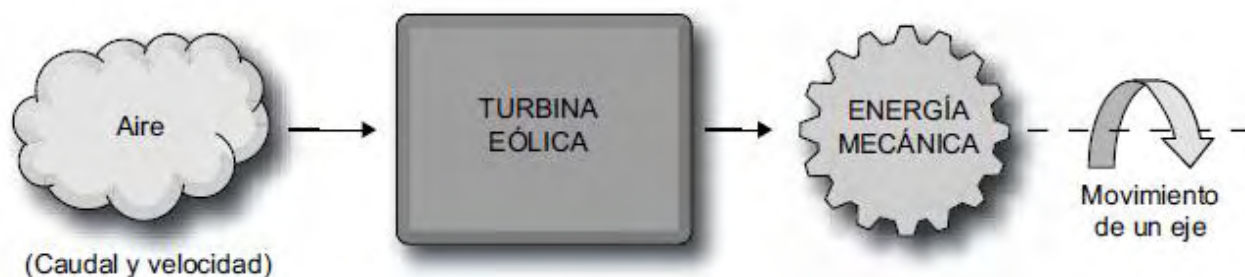 Aire
(Caudal y velocidad)
TURBINA
EÓLICA
ENERGÍA
MECÁNICA
Movimiento
de un eje